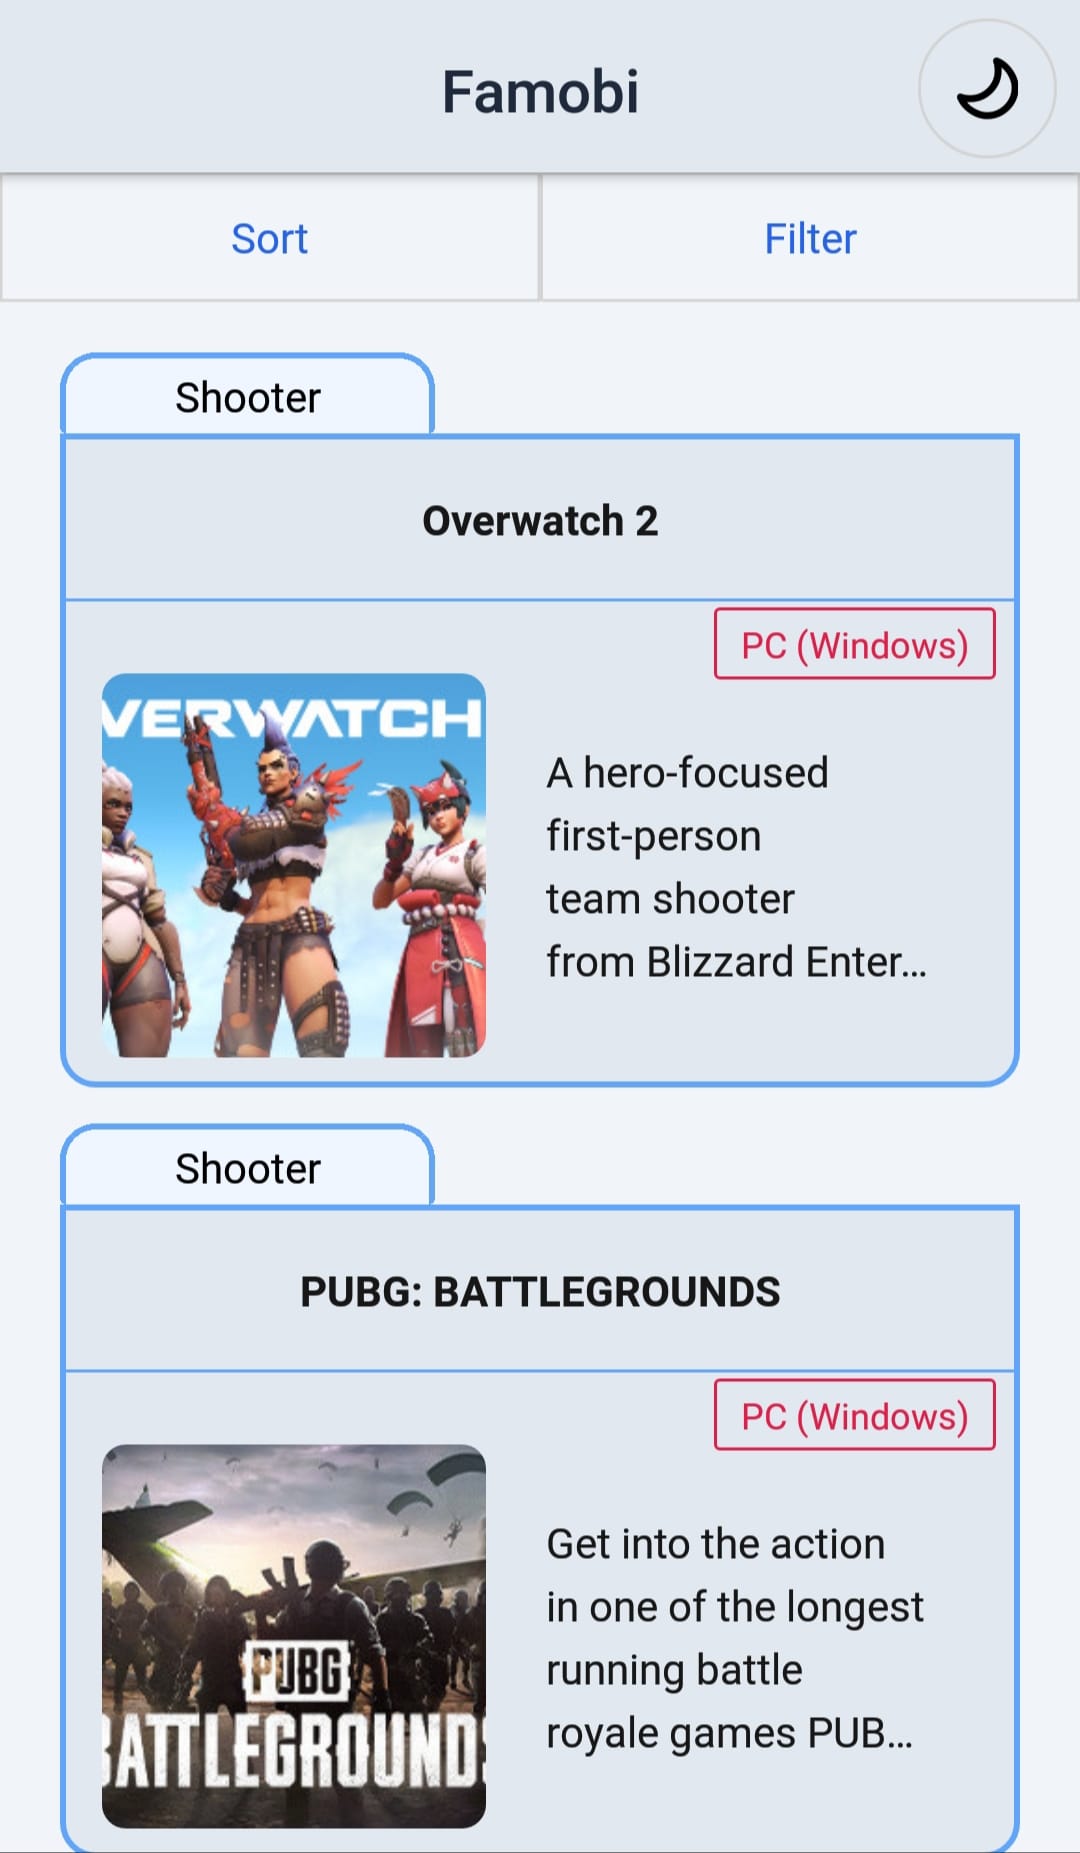 Famobi
Sort
Filter
Shooter
Overwatch 2
PC (Windows)
VERWATCH
A hero-focused
first-person
team shooter
from Blizzard Enter...
Shooter
PUBG: BATTLEGROUNDS
PC (Windows)
PUBG
BATTLEGROUNDS
Get into the action
in one of the longest
running battle
royale games PUB...